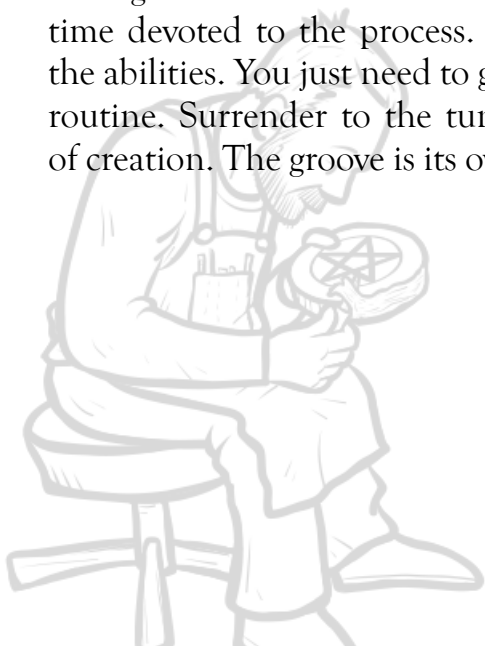 time devoted to the process.
the abilities. You just need to
routine. Surrender to the
of creation. The groove is its